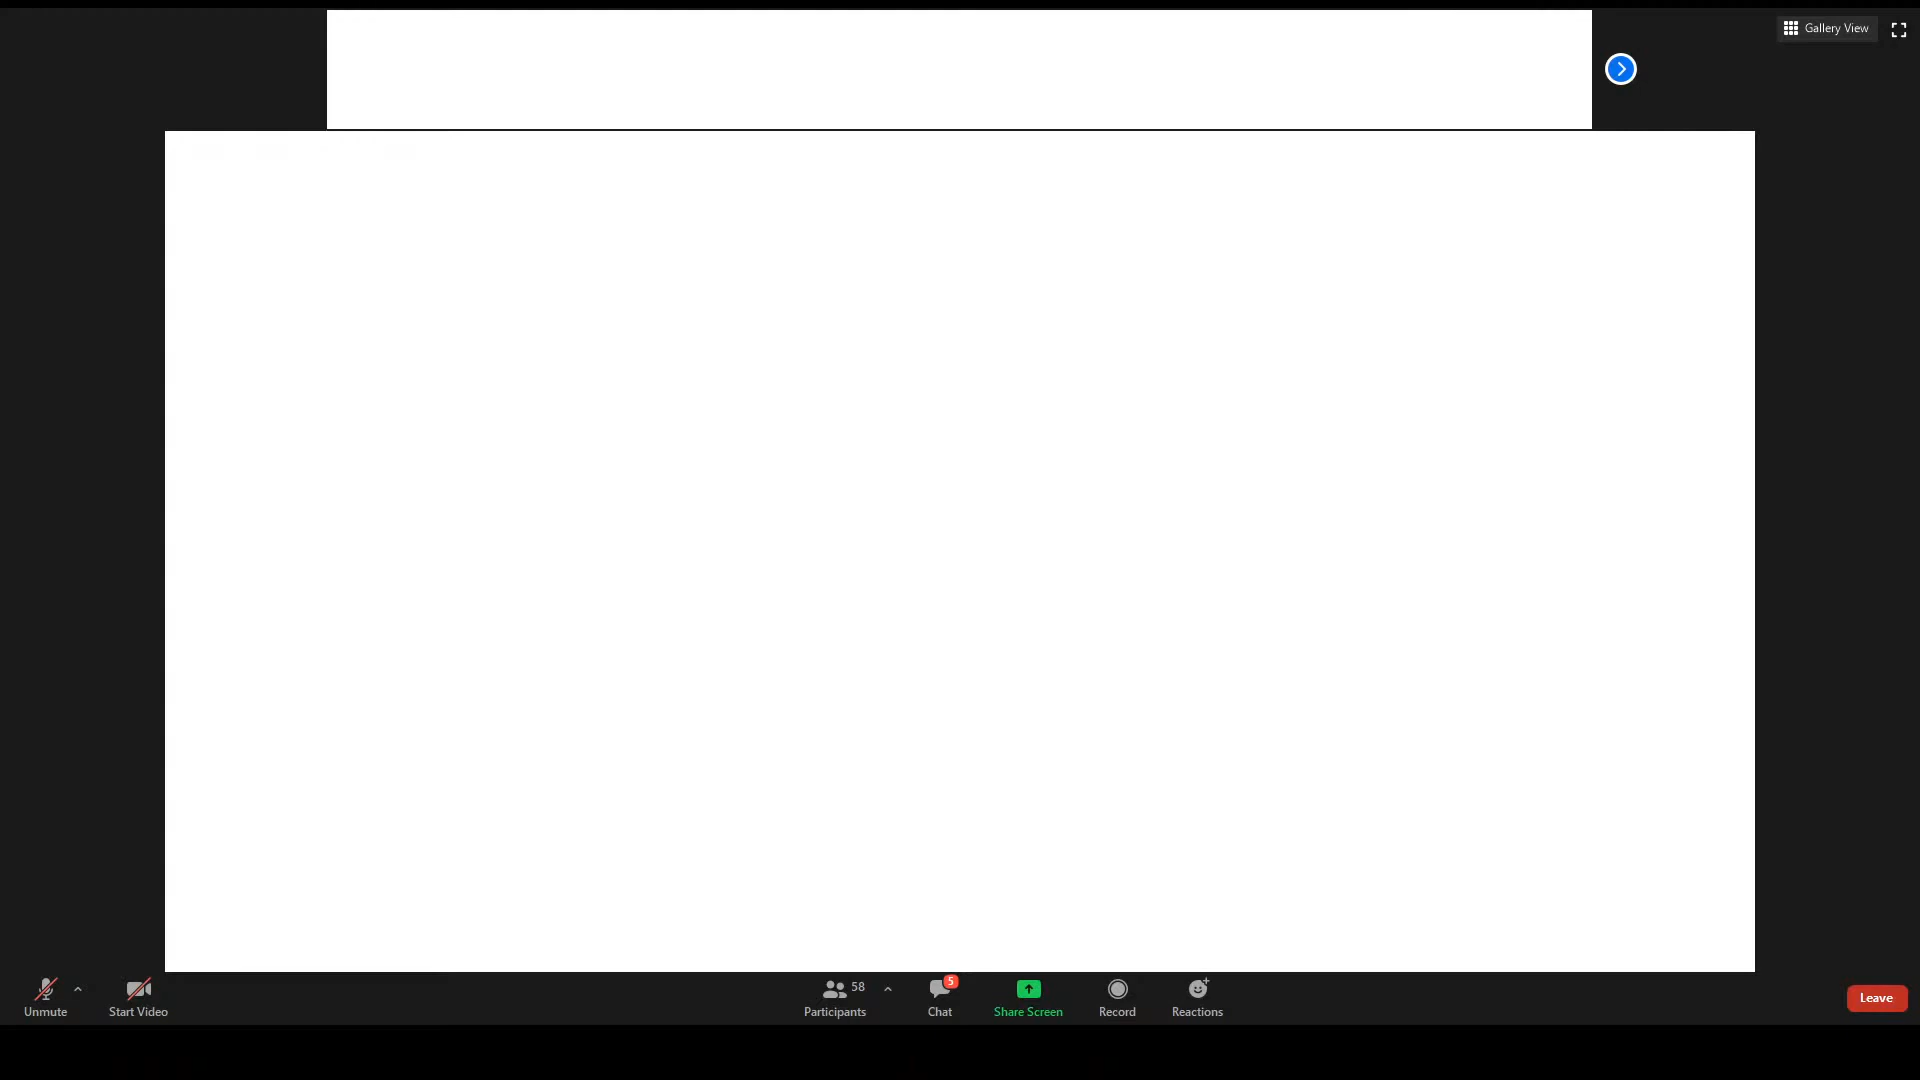 Gallery View
Unmute
Start Video
58
Participants
5
Chat
Share Screen
Record
Reactions
Leave